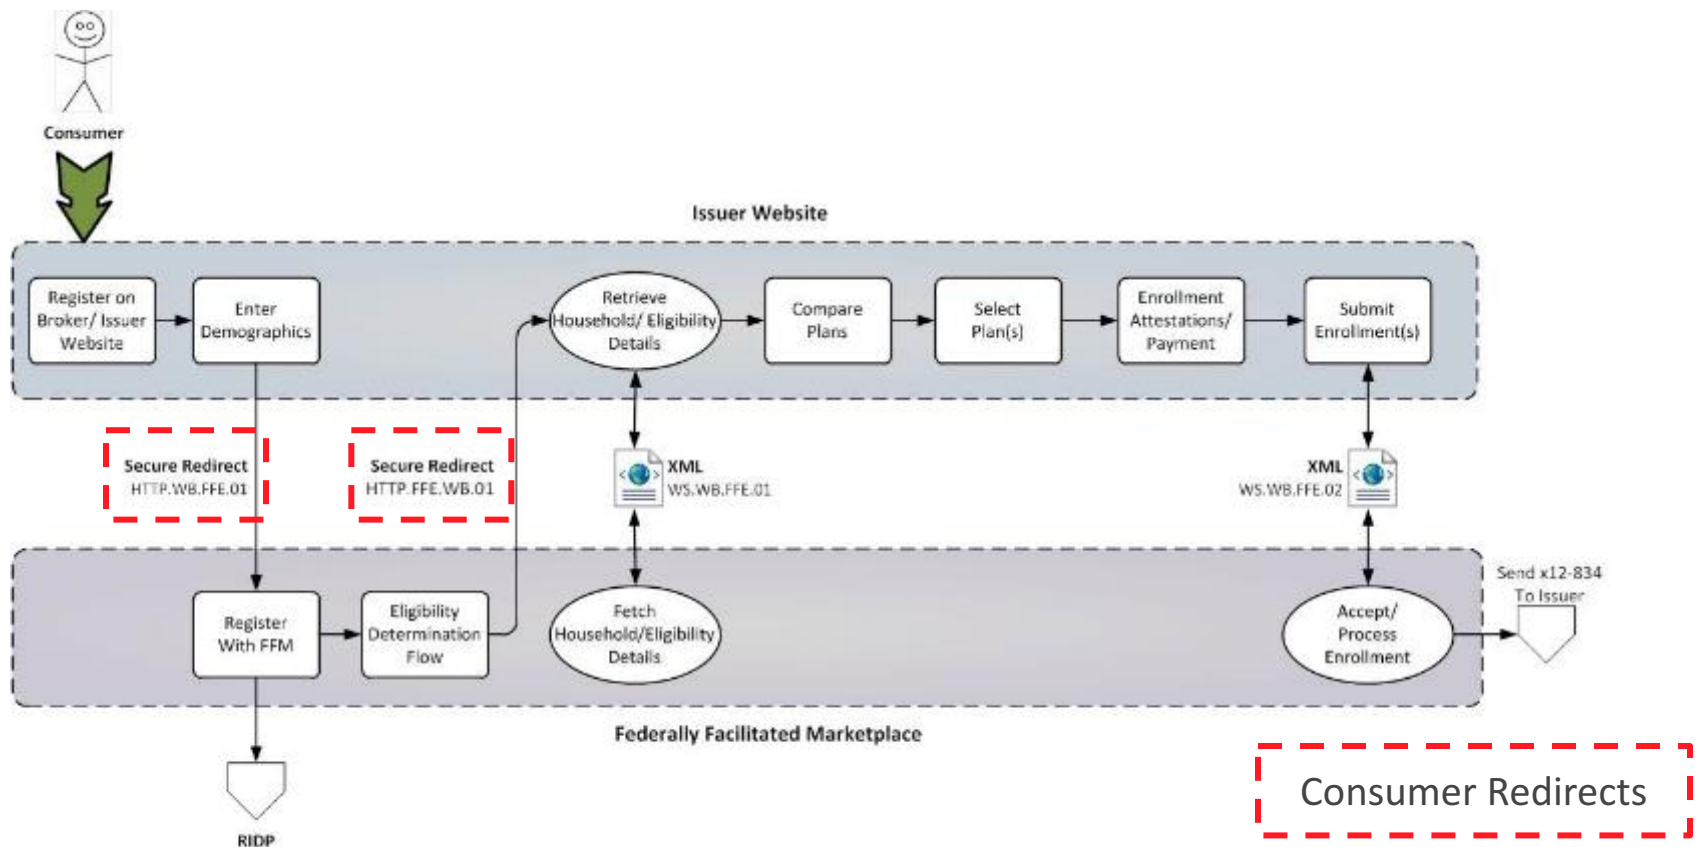 Consumer
Issuer Website
Register on
Broker/ Issuer
Website
Enter
Demographics
Retrieve
Household/ Eligibility
Details
Compare
Plans
Select
Plan(s)
Enrollment
Attestations/
Payment
Submit
Enrollment(s)
Secure Redirect
HTTP.WB.FFE.01
Secure Redirect
HTTP.FFE.WB.01
XML
WS.WB.FFE.01
XML
WS.WB.FFE.02
Register
With FFM
Eligibility
Determination
Flow
Fetch
Household/Eligibility
Details
Accept/
Process
Enrollment
Send x12-834
To Issuer
Federally Facilitated Marketplace
RIDP
Consumer Redirects